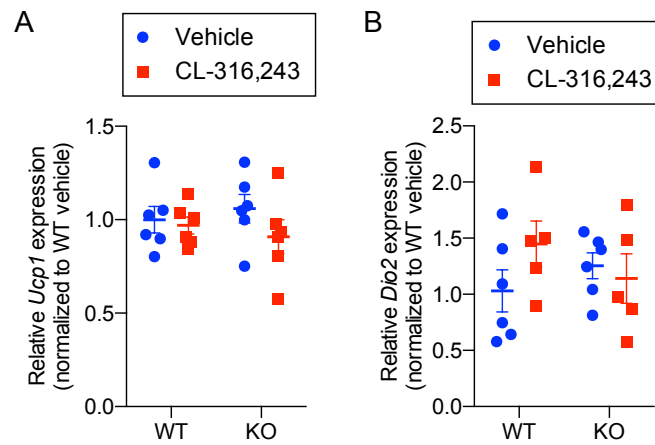 A
Vehicle
CL-316,243
Relative Ucp1 expression
(normalized to WT vehicle)
1.5
1.0
0.5
0.0
WT KO
B
Vehicle
CL-316,243
Relative Dio2 expression
(normalized to WT vehicle)
2.5
2.0
1.5
1.0
0.5
0.0
WT KO